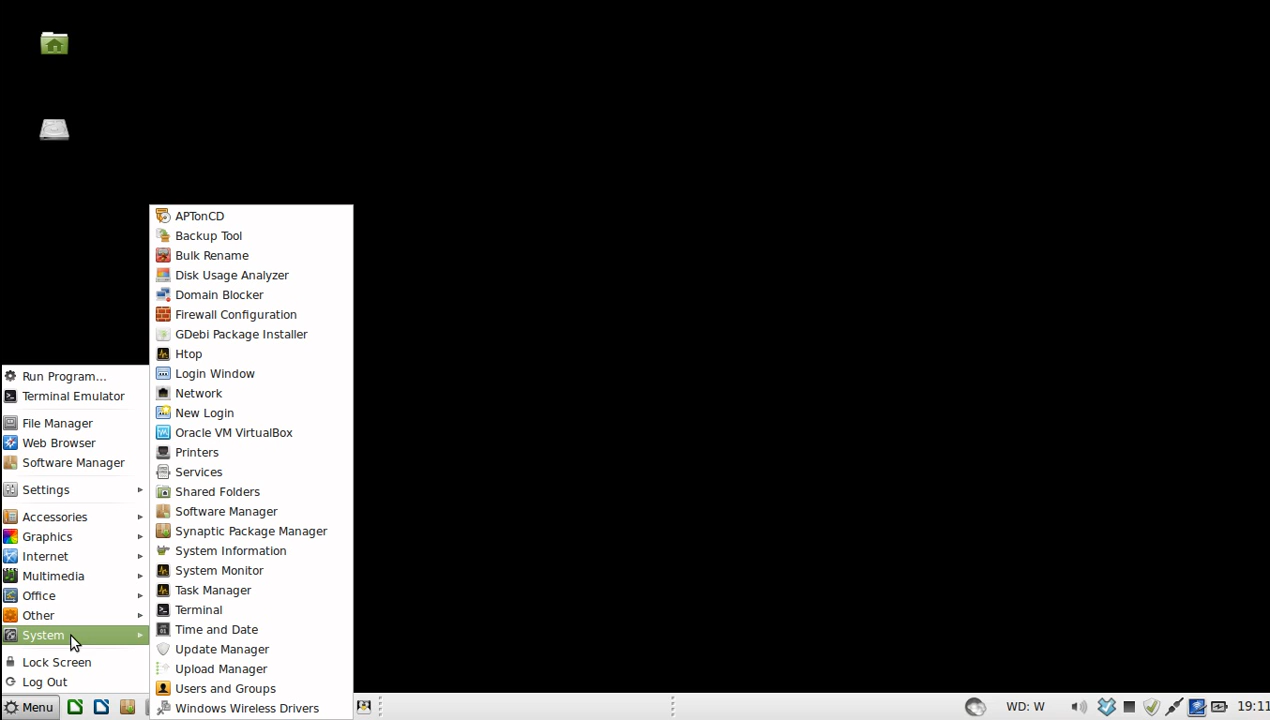 APTonCD
Backup Tool
Bulk Rename
Disk Usage Analyzer
Domain Blocker
Firewall Configuration
GDebi Package Installer
Htop
Login Window
Network
New Login
Oracle VM VirtualBox
Printers
Services
Shared Folders
Software Manager
Synaptic Package Manager
System Information
System Monitor
Task Manager
Terminal
Time and Date
Update Manager
Upload Manager
Users and Groups
Windows Wireless Drivers
Run Program...
Terminal Emulator
File Manager
Web Browser
Software Manager
Settings
Accessories
Graphics
Internet
Multimedia
Office
Other
System
Lock Screen
Log Out
Menu
WD: W
19:11